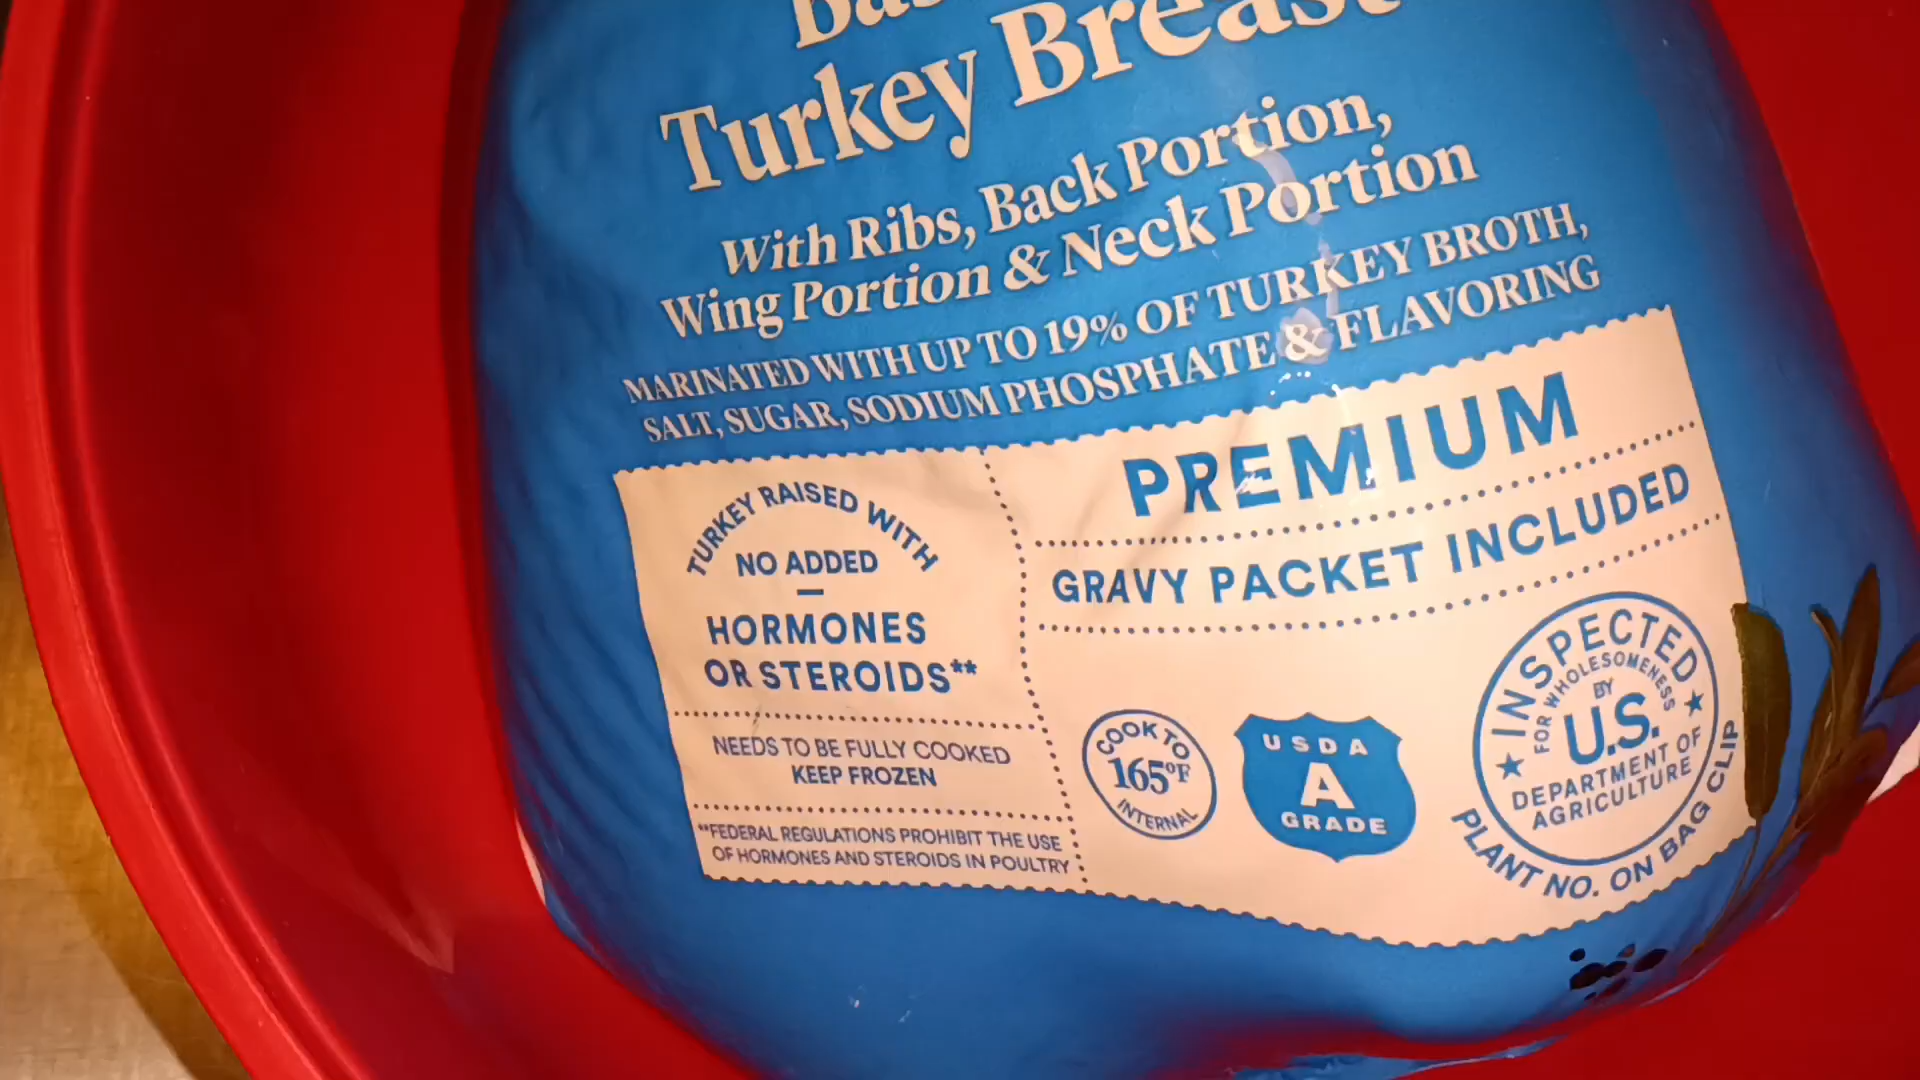 Turkey Breast
With Ribs, Back Portion,
Wing Portion & Neck Portion
MARINATED WITH UP TO 19% OF TURKEY BROTH,
SALT, SUGAR, SODIUM PHOSPHATE & FLAVORING
TURKEY RAISED WITH
NO ADDED
HORMONES
OR STEROIDS**
NEEDS TO BE FULLY COOKED
KEEP FROZEN
**FEDERAL REGULATIONS PROHIBIT THE USE
OF HORMONES AND STEROIDS IN POULTRY
PREMIUM
GRAVY PACKET INCLUDED
COOK TO
165°F
INTERNAL
USDA
A
GRADE
INSPECTED
FOR WHOLESOMENESS
BY
U.S.
DEPARTMENT OF
AGRICULTURE
PLANT NO. ON BAG CLIP